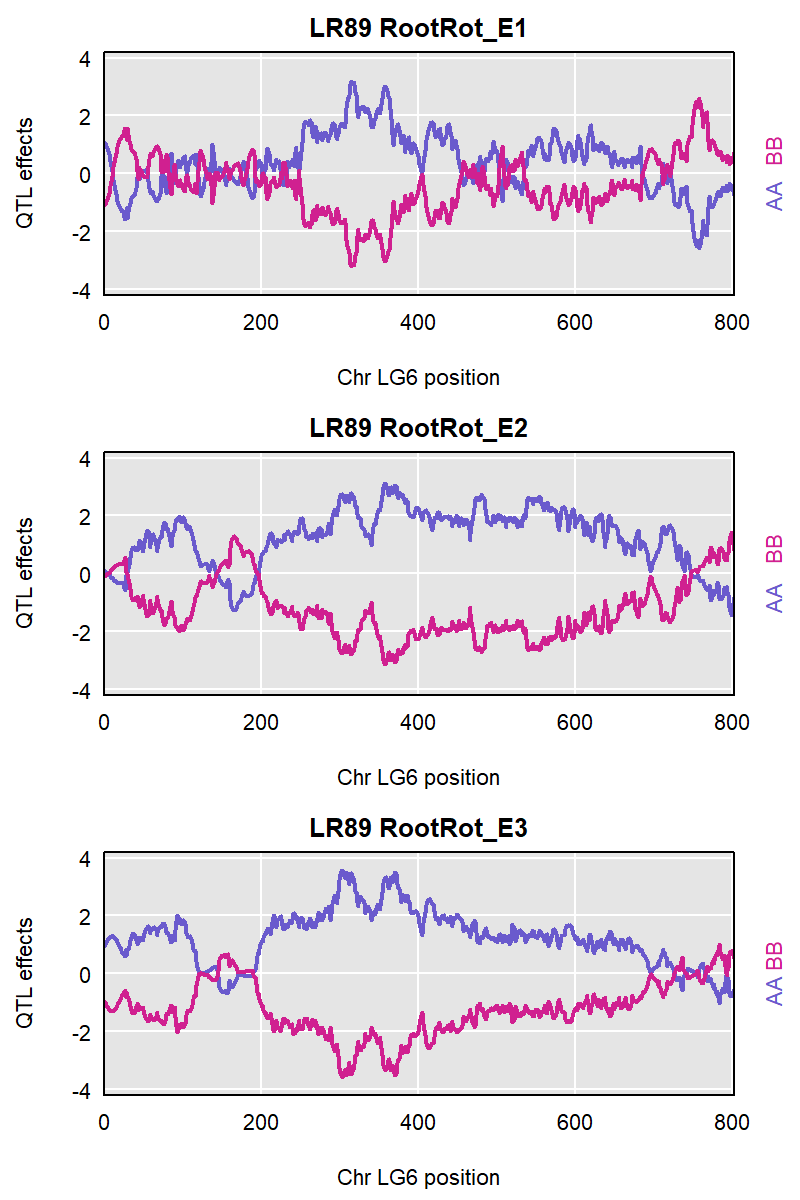 LR89 RootRot_E1
4
2
0
-2
-4
QTL effects
AA BB
0 200 400 600 800
Chr LG6 position
LR89 RootRot_E2
4
2
0
-2
-4
QTL effects
AA BB
0 200 400 600 800
Chr LG6 position
LR89 RootRot_E3
4
2
0
-2
-4
QTL effects
AA BB
0 200 400 600 800
Chr LG6 position